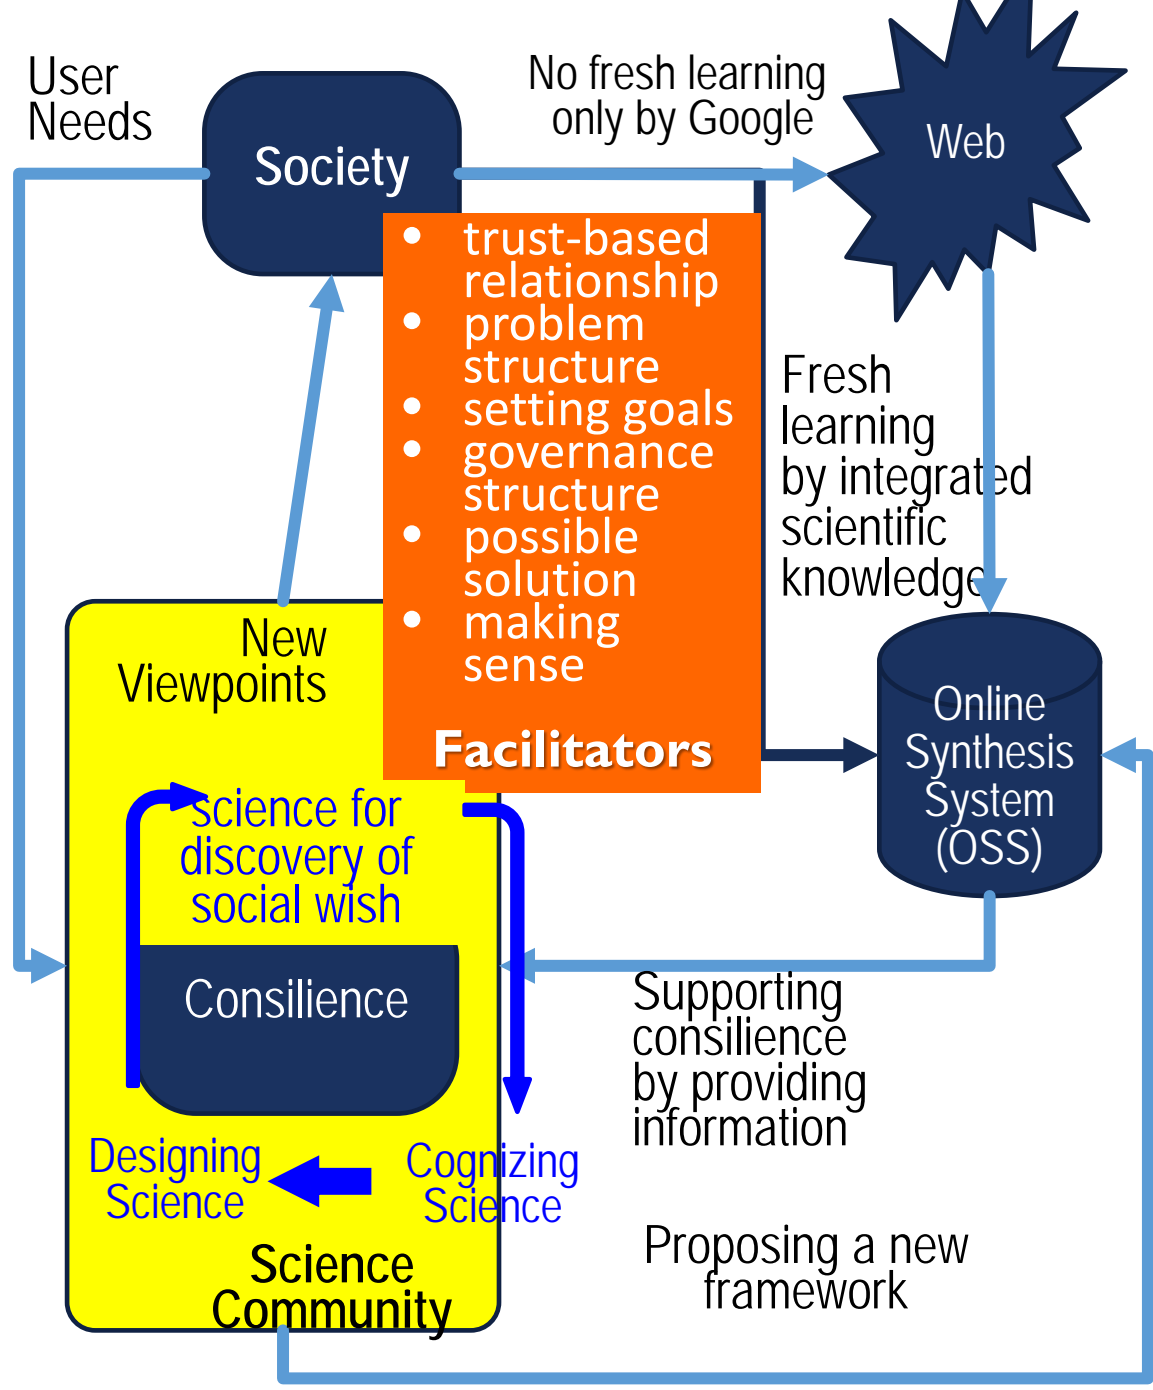 User
Needs
Society
No fresh learning
only by Google
Web
• trust-based
relationship
• problem
structure
• setting goals
• governance
structure
• possible
solution
• making
sense
Facilitators
Fresh
learning
by integrated
scientific
knowledge
New
Viewpoints
Online
Synthesis
System
(OSS)
science for
discovery of
social wish
Consilience
Supporting
consilience
by providing
information
Designing
Science
Cognizing
Science
Science
Community
Proposing a new
framework